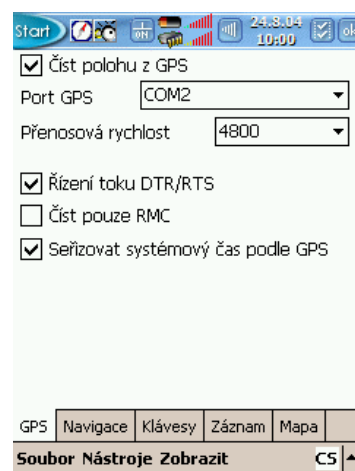 Start ON 24.8.04 10:00 ok
Číst polohu z GPS
Port GPS COM2
Přenosová rychlost 4800
Řízení toku DTR/RTS
Číst pouze RMC
Seřizovat systémový čas podle GPS
GPS Navigace Klávesy Záznam Mapa
Soubor Nástroje Zobrazit CS